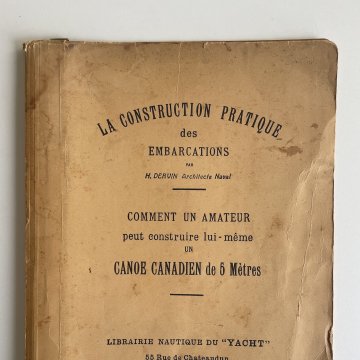 LA CONSTRUCTION PRATIQUE
des
EMBARCATIONS
PAR
H. DERVIN Architecte Naval
COMMENT UN AMATEUR
peut construire lui-même
UN
CANOE CANADIEN de 5 Mètres
LIBRAIRIE NAUTIQUE DU "YACHT"
55 Rue de Chateaudun